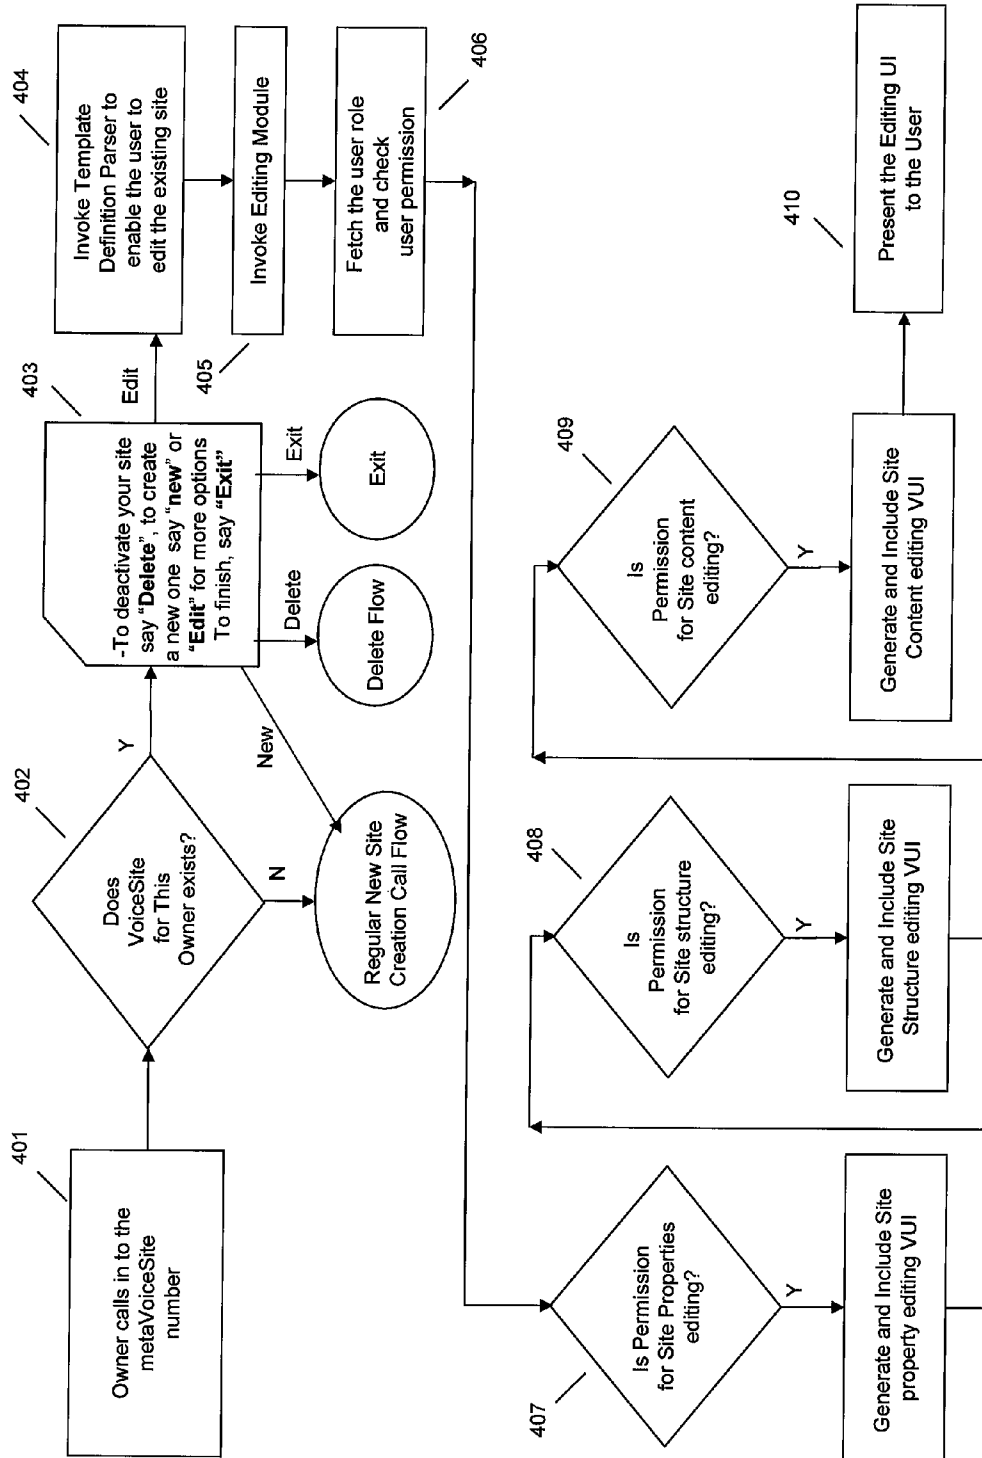 401
Owner calls in to the
metaVoiceSite
number
402
Does
VoiceSite
for This
Owner exists?
Y
N
Regular New Site
Creation Call Flow
403
-To deactivate your site
say "Delete", to create
a new one say "new" or
"Edit" for more options
To finish, say "Exit"
New
Delete
Delete Flow
Exit
Exit
Edit
404
Invoke Template
Definition Parser to
enable the user to
edit the existing site
405
Invoke Editing Module
406
Fetch the user role
and check
user permission
407
Is Permission
for Site Properties
editing?
Y
Generate and Include Site
property editing VUI
408
Is
Permission
for Site structure
editing?
Y
Generate and Include Site
Structure editing VUI
409
Is
Permission
for Site content
editing?
Y
Generate and Include Site
Content editing VUI
410
Present the Editing UI
to the User